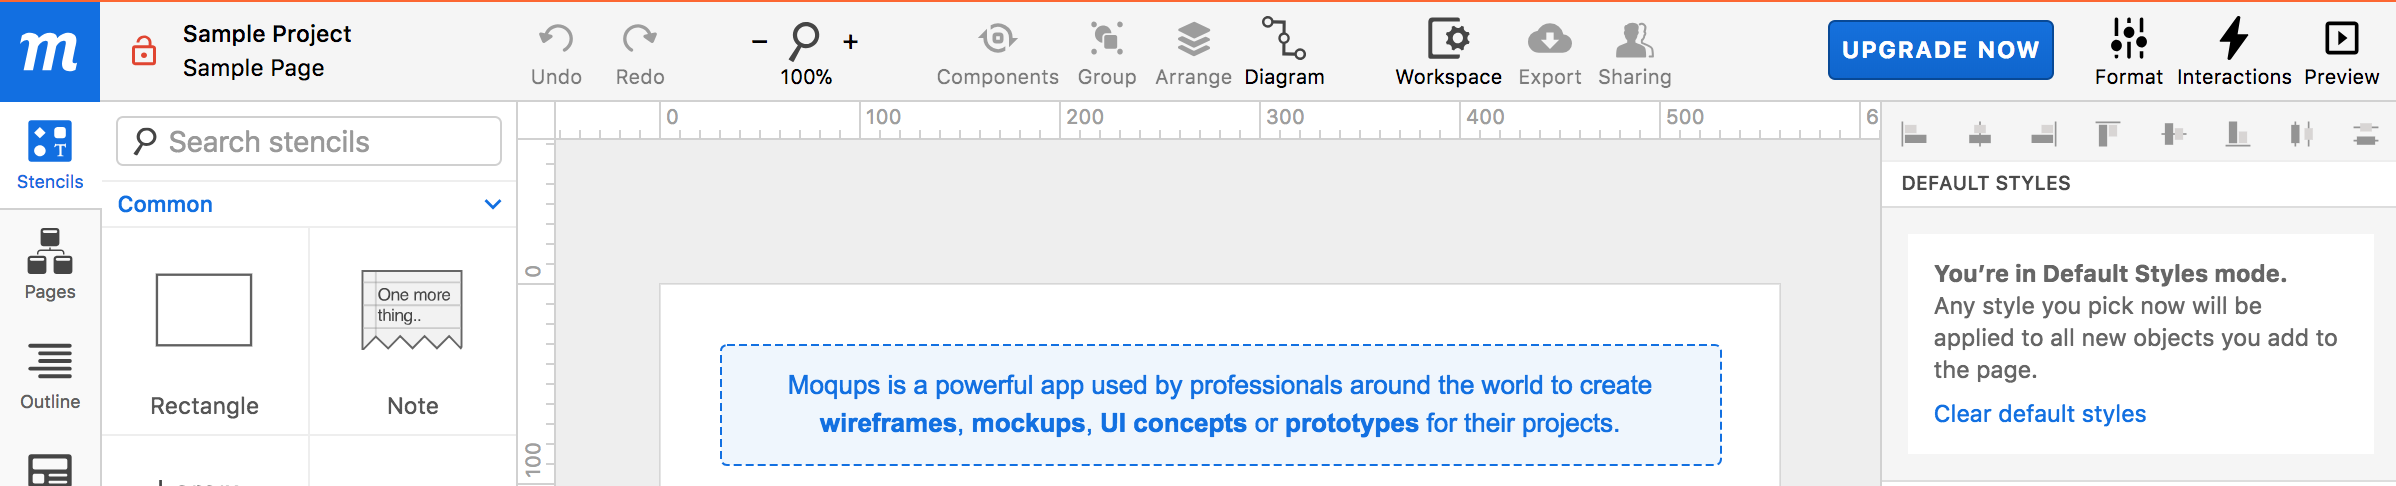 m
Sample Project
Sample Page
Undo
Redo
− 100% +
Components
Group
Arrange
Diagram
Workspace
Export
Sharing
UPGRADE NOW
Format
Interactions
Preview
Stencils
Pages
Outline
Search stencils
Common
Rectangle
One more
thing..
Note
0 100 200 300 400 500 6
0
100
Moqups is a powerful app used by professionals around the world to create
wireframes, mockups, UI concepts or prototypes for their projects.
DEFAULT STYLES
You’re in Default Styles mode.
Any style you pick now will be
applied to all new objects you add to
the page.
Clear default styles